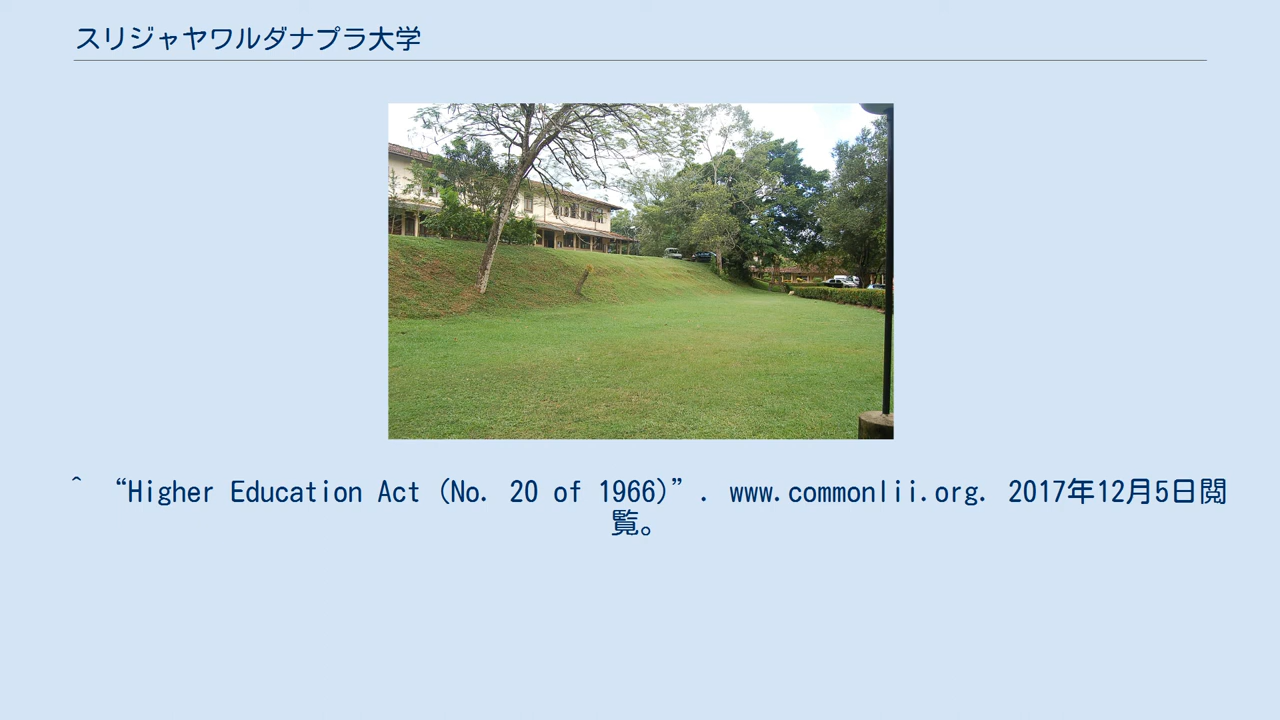 スリジャヤワルダナプラ大学
^ “Higher Education Act (No. 20 of 1966)”. www.commonlii.org. 2017年12月5日閲
覧。